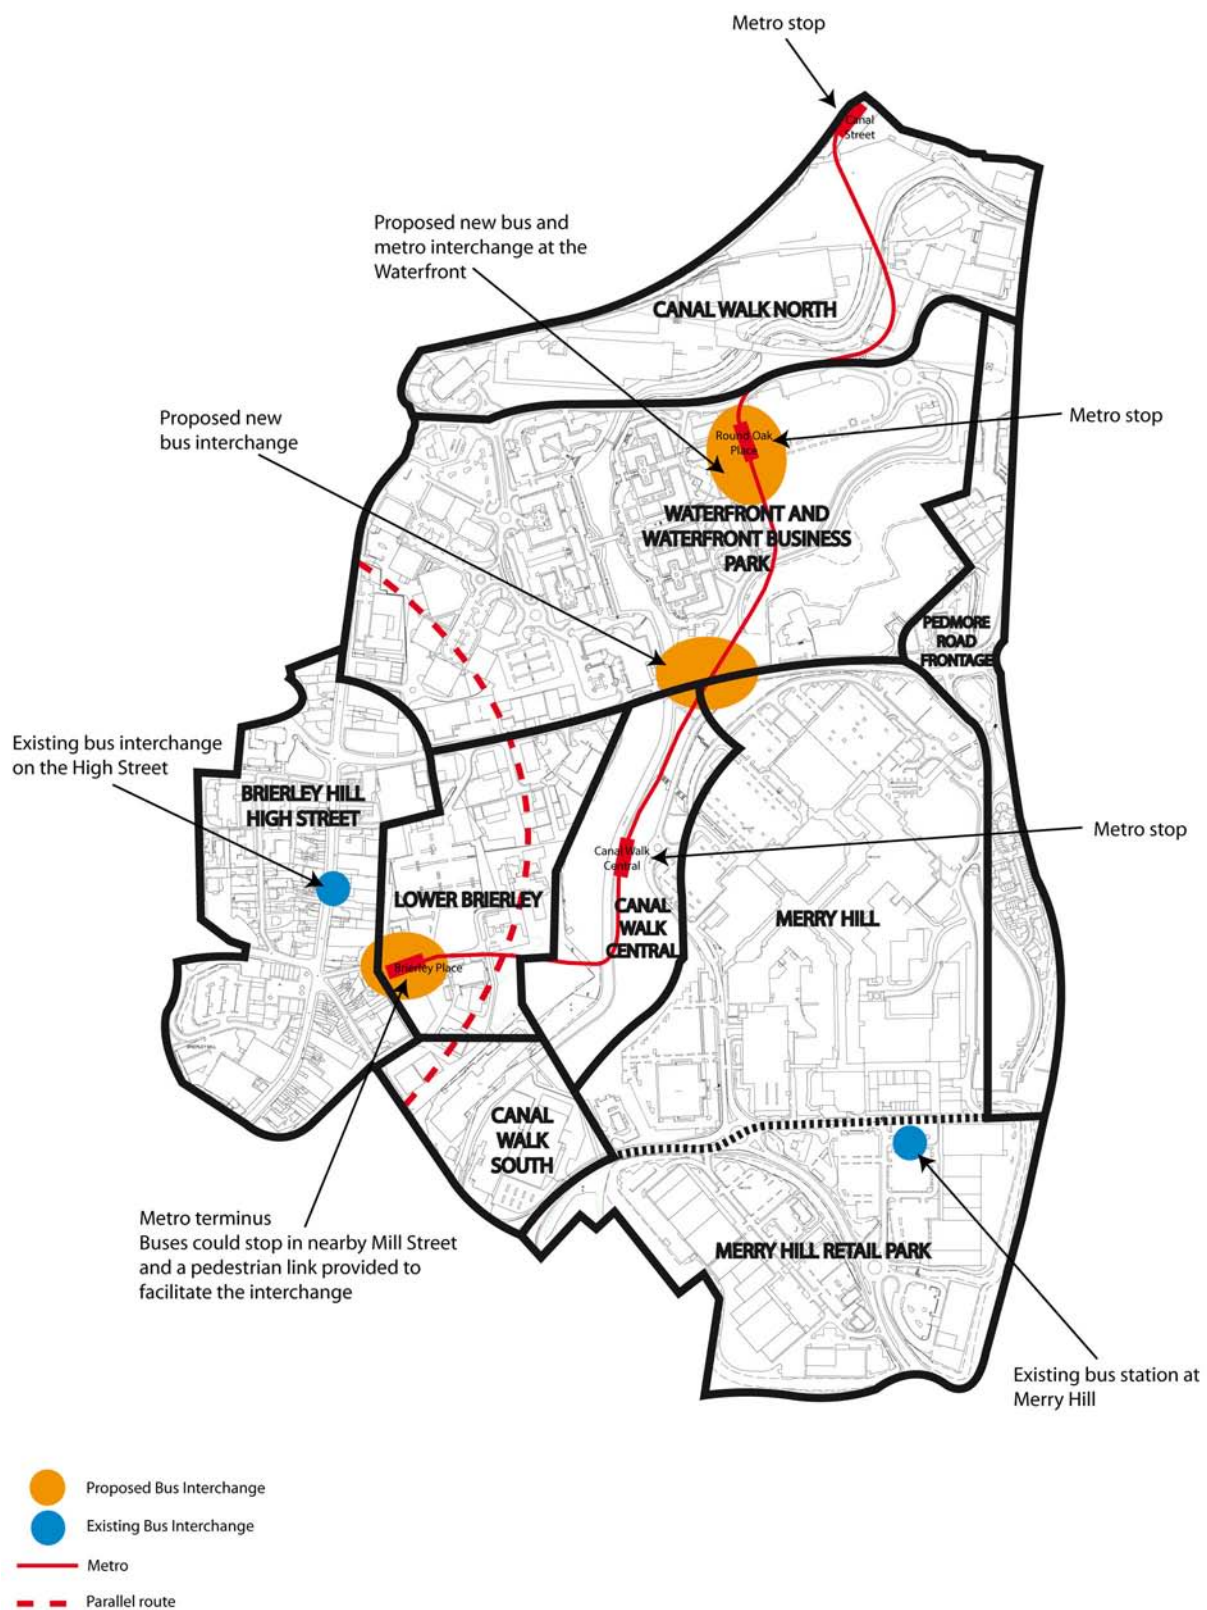 Metro stop
Canal
Street
Proposed new bus and
metro interchange at the
Waterfront
CANAL WALK NORTH
Proposed new
bus interchange
Metro stop
Round Oak
Place
WATERFRONT AND
WATERFRONT BUSINESS
PARK
PEDMORE
ROAD
FRONTAGE
Existing bus interchange
on the High Street
BRIERLEY HILL
HIGH STREET
Metro stop
Canal Walk
Central
LOWER BRIERLEY
CANAL
WALK
CENTRAL
MERRY HILL
Brierley Place
CANAL
WALK
SOUTH
Metro terminus
Buses could stop in nearby Mill Street
and a pedestrian link provided to
facilitate the interchange
MERRY HILL RETAIL PARK
Existing bus station at
Merry Hill
Proposed Bus Interchange
Existing Bus Interchange
Metro
Parallel route